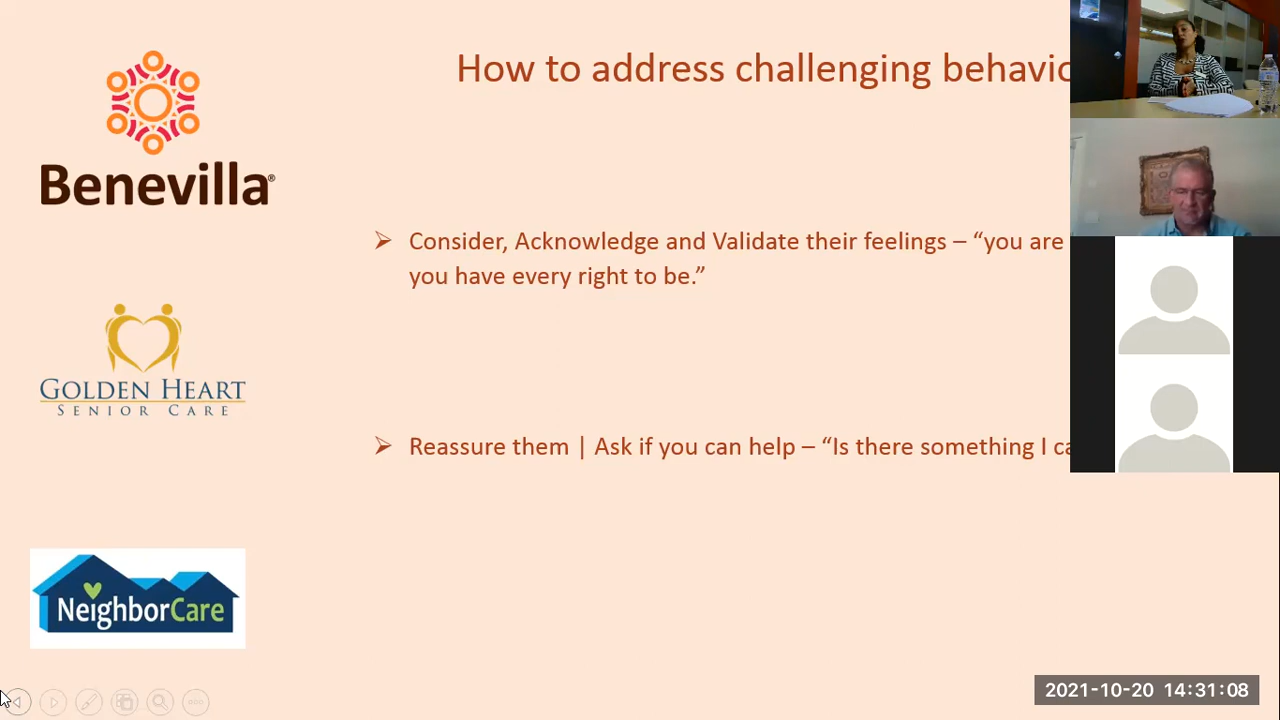 How to address challenging behavio
Benevilla®
Consider, Acknowledge and Validate their feelings – “you are
you have every right to be.”
GOLDEN HEART
SENIOR CARE
Reassure them | Ask if you can help – “Is there something I ca
NeighborCare
2021-10-20 14:31:08